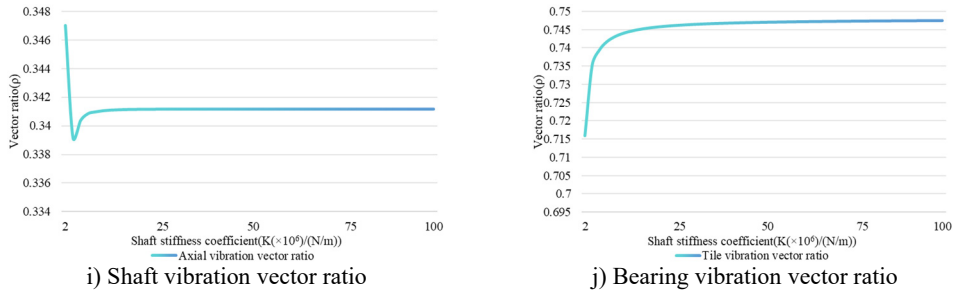 0.348
0.346
0.344
0.342
0.34
0.338
0.336
0.334
Vector ratio(ρ)
2 25 50 75 100
Shaft stiffness coefficient(K(×10⁶)/(N/m))
Axial vibration vector ratio
i) Shaft vibration vector ratio
0.75
0.745
0.74
0.735
0.73
0.725
0.72
0.715
0.71
0.705
0.7
0.695
Vector ratio(ρ)
2 25 50 75 100
Shaft stiffness coefficient(K(×10⁶)/(N/m))
Tile vibration vector ratio
j) Bearing vibration vector ratio